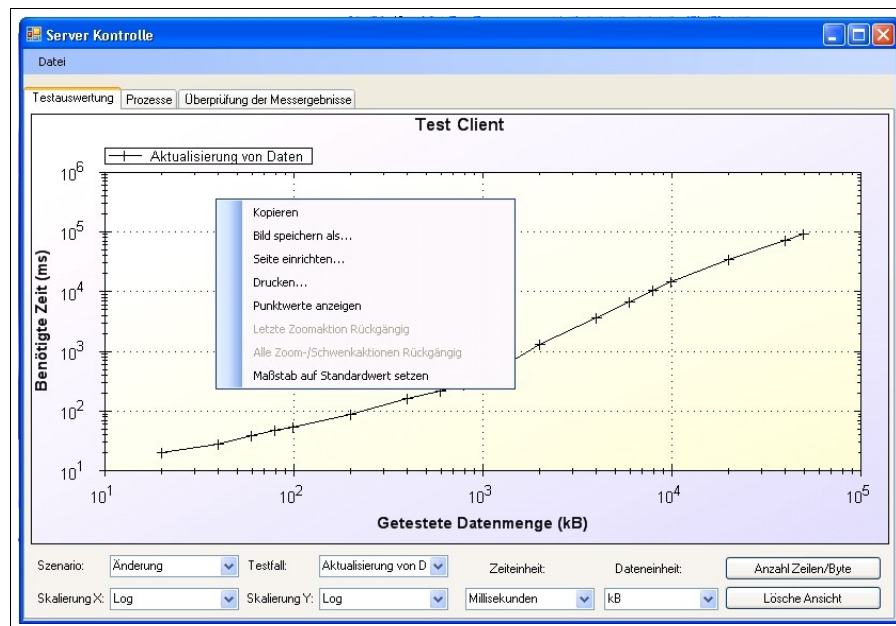 Server Kontrolle
Datei
Testauswertung Prozesse Überprüfung der Messergebnisse
Test Client
Aktualisierung von Daten
Benötigte Zeit (ms)
10^6
10^5
10^4
10^3
10^2
10^1
Kopieren
Bild speichern als...
Seite einrichten...
Drucken...
Punktwerte anzeigen
Letzte Zoomaktion Rückgängig
Alle Zoom-/Schwenkaktionen Rückgängig
Maßstab auf Standardwert setzen
10^1 10^2 10^3 10^4 10^5
Getestete Datenmenge (kB)
Szenario: Änderung Testfall: Aktualisierung von D Zeiteinheit: Dateneinheit: Anzahl Zeilen/Byte
Skalierung X: Log Skalierung Y: Log Millisekunden kB Lösche Ansicht